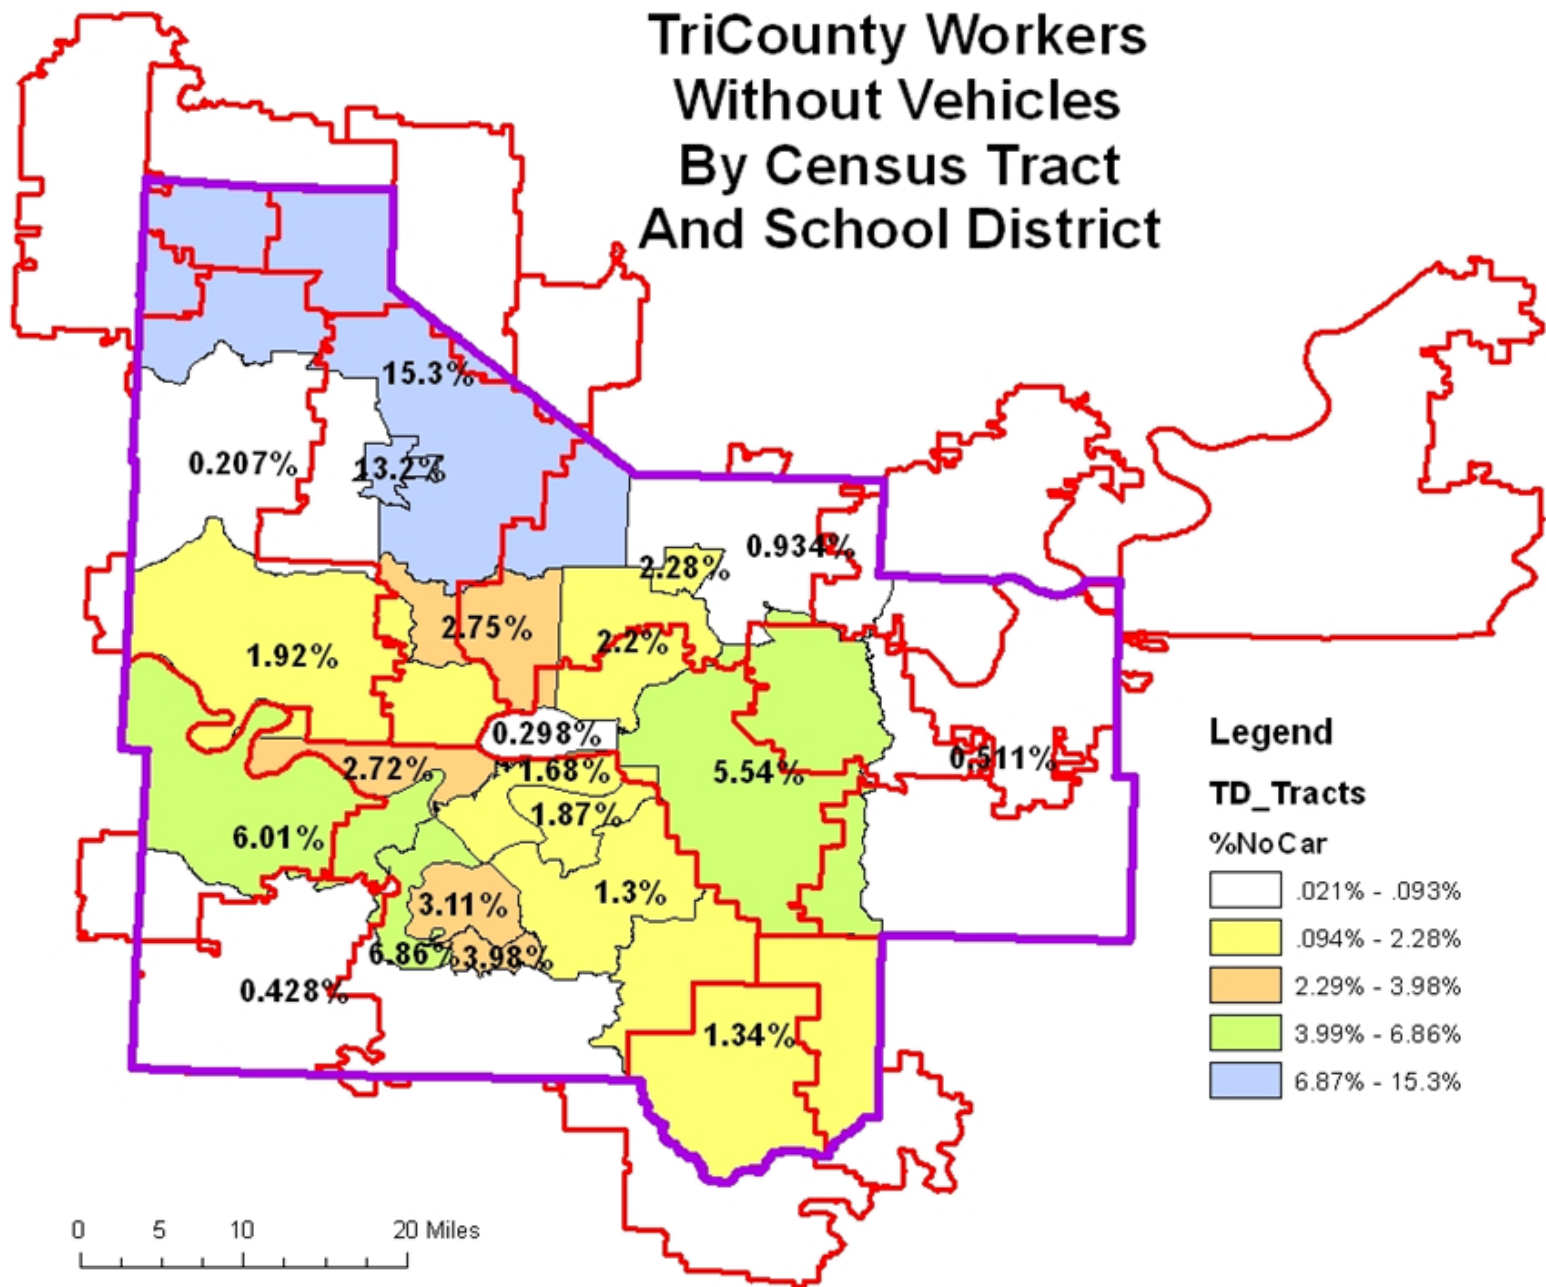 TriCounty Workers
Without Vehicles
By Census Tract
And School District
15.3%
0.207%
13.2%
0.934%
2.28%
2.75%
2.2%
1.92%
0.298%
0.511%
2.72%
1.68%
5.54%
1.87%
6.01%
1.3%
3.11%
6.86%
3.98%
0.428%
1.34%
Legend
TD_Tracts
%NoCar
.021% - .093%
.094% - 2.28%
2.29% - 3.98%
3.99% - 6.86%
6.87% - 15.3%
0 5 10 20 Miles